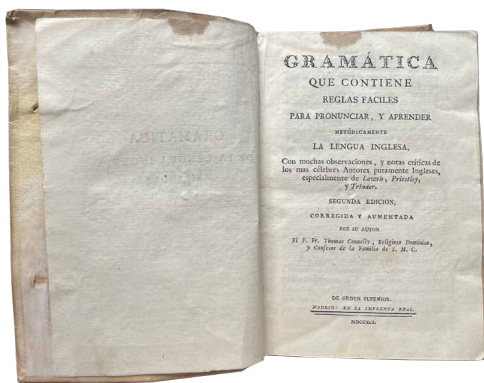 GRAMÁTICA
QUE CONTIENE
REGLAS FACILES
PARA PRONUNCIAR, Y APRENDER
METÓDICAMENTE
LA LENGUA INGLESA,
Con muchas observaciones, y notas críticas de
los mas célebres Autores puramente Ingleses,
especialmente de Lowth, Priestley,
y Trinder.
SEGUNDA EDICION,
CORREGIDA Y AUMENTADA
POR SU AUTOR
El P. Fr. Thomas Connelly, Religioso Dominico,
y Confesor de la Familia de S. M. C.
DE ORDEN SUPERIOR.
MADRID: EN LA IMPRENTA REAL.